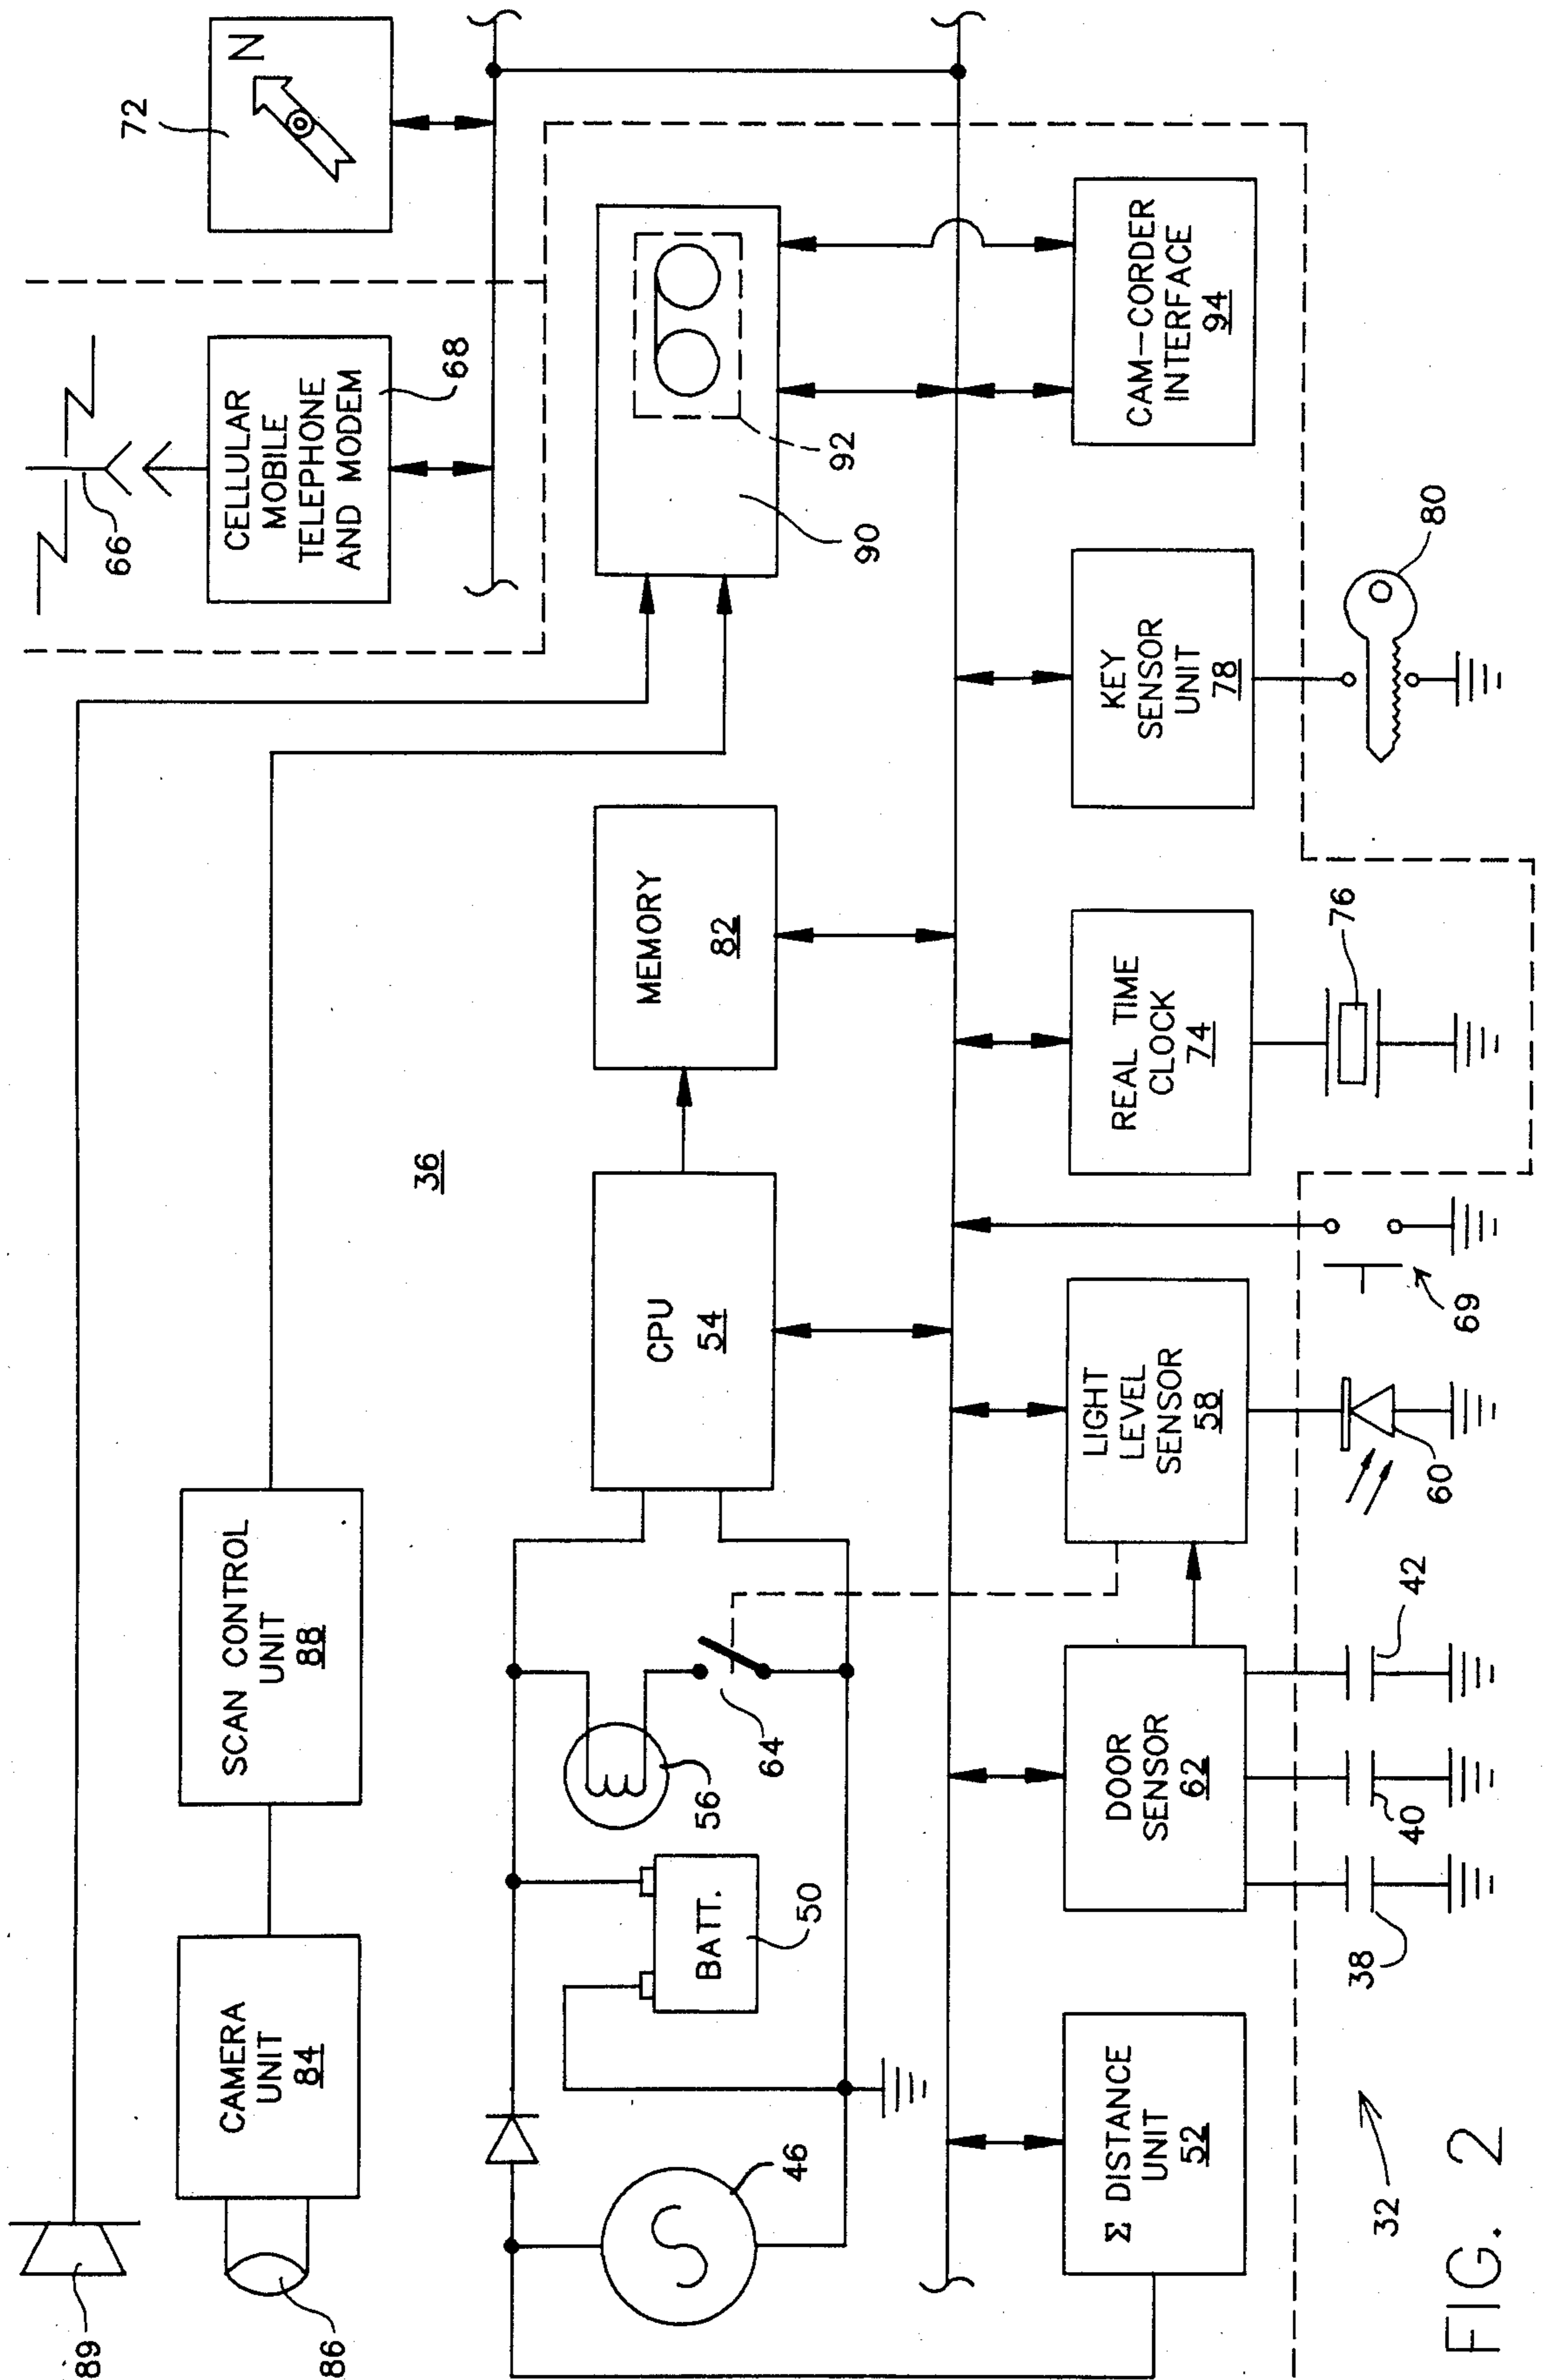 89
86
CAMERA
UNIT
84
SCAN CONTROL
UNIT
88
66
CELLULAR
MOBILE
TELEPHONE
AND MODEM
68
72
N
36
46
BATT.
50
56
64
CPU
54
MEMORY
82
90
92
Σ DISTANCE
UNIT
52
DOOR
SENSOR
62
LIGHT
LEVEL
SENSOR
58
REAL TIME
CLOCK
74
KEY
SENSOR
UNIT
78
CAM-CORDER
INTERFACE
94
32
38
40
42
60
69
76
80
FIG. 2